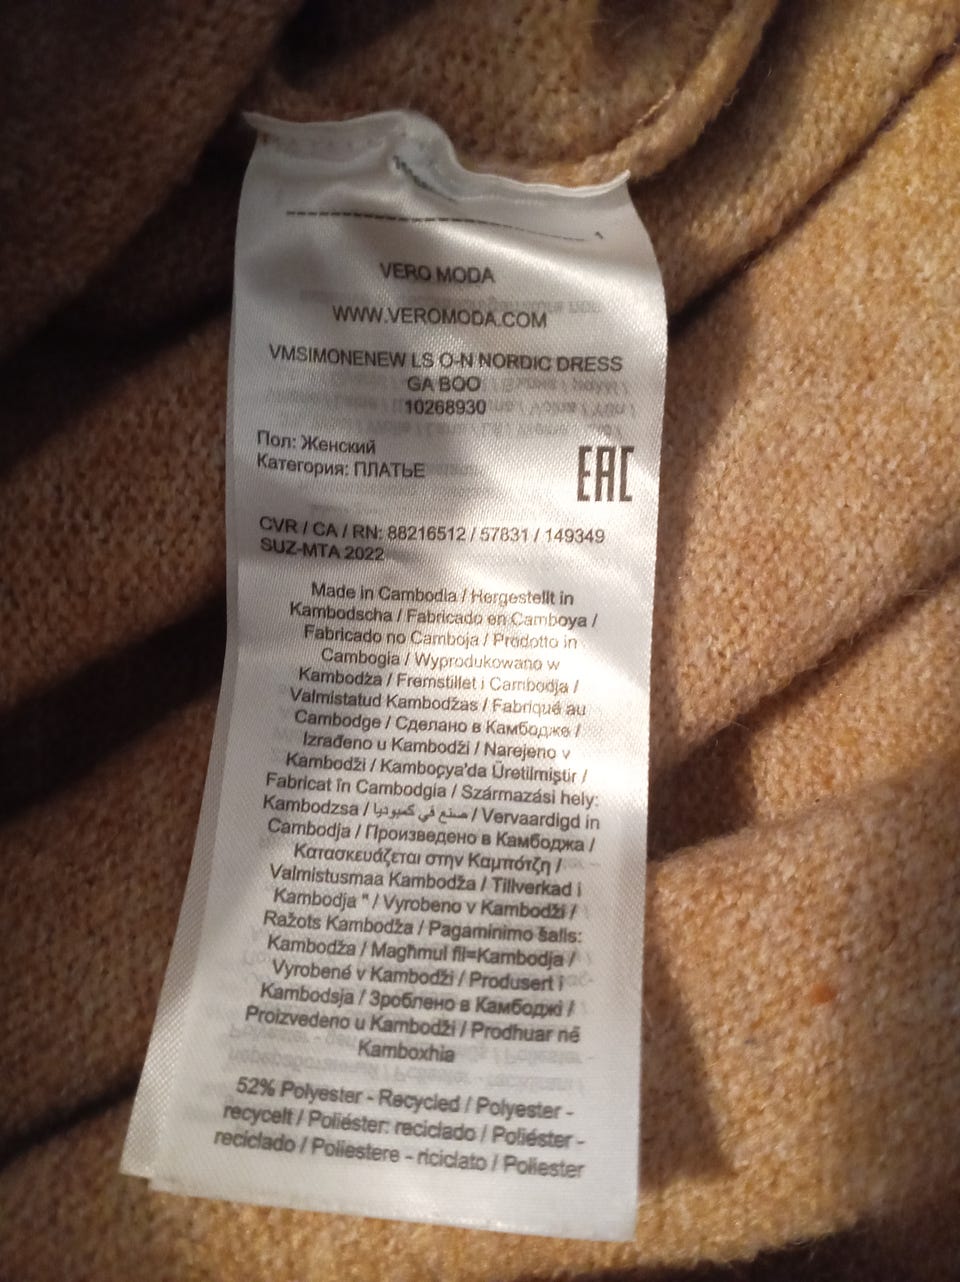 VERO MODA
WWW.VEROMODA.COM
VMSIMONENEW LS O-N NORDIC DRESS
GA BOO
10268930
Пол: Женский
Категория: ПЛАТЬЕ
EAC
CVR / CA / RN: 88216512 / 57831 / 149349
SUZ-MTA 2022
Made in Cambodia / Hergestellt in
Kambodscha / Fabricado en Camboya /
Fabricado no Camboja / Prodotto in
Cambogia / Wyprodukowano w
Kambodża / Fremstillet i Cambodja /
Valmistatud Kambodžas / Fabriqué au
Cambodge / Сделано в Камбодже /
Izrađeno u Kambodži / Narejeno v
Kambodži / Kamboçya'da Üretilmiştir /
Fabricat în Cambodgia / Származási hely:
Kambodzsa / صنع في كمبوديا / Vervaardigd in
Cambodja / Произведено в Камбоджа /
Κατασκευάζεται στην Καμπότζη /
Valmistusmaa Kambodža / Tillverkad i
Kambodja " / Vyrobeno v Kambodži /
Ražots Kambodža / Pagaminimo šalis:
Kambodža / Magħmul fil=Kambodja /
Vyrobené v Kambodži / Produsert i
Kambodsja / Зроблено в Камбоджі /
Proizvedeno u Kambodži / Prodhuar në
Kamboxhia
52% Polyester - Recycled / Polyester -
recycelt / Poliéster: reciclado / Poliéster -
reciclado / Poliestere - riciclato / Poliester